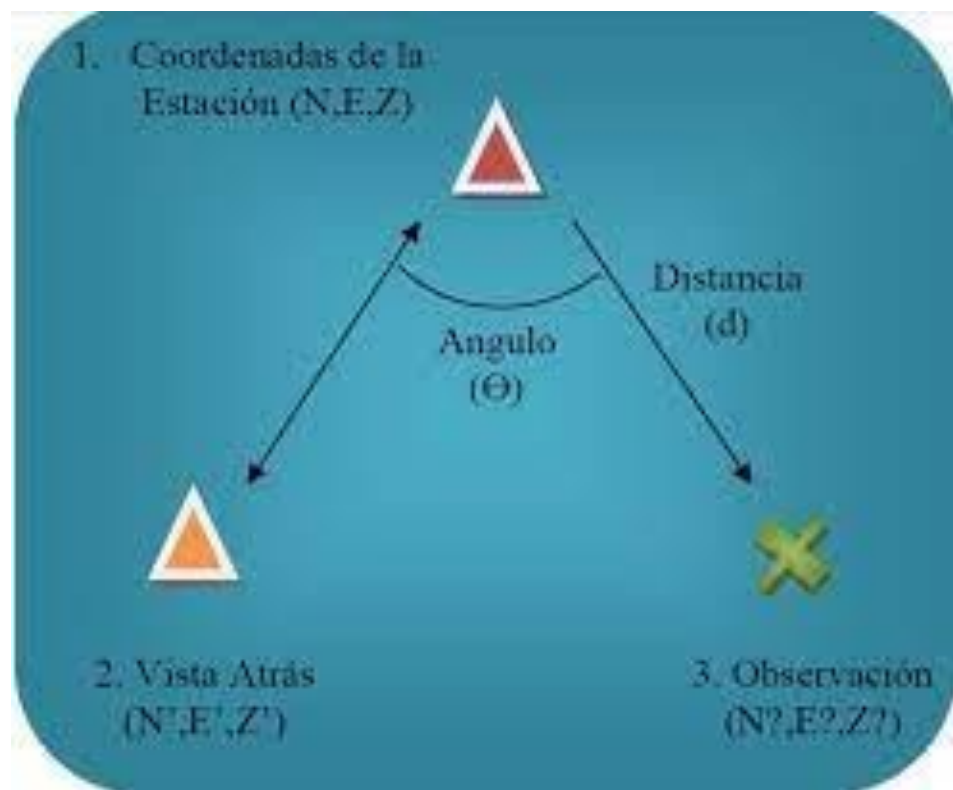 1. Coordenadas de la
Estación (N,E,Z)
Distancia
(d)
Angulo
(Ө)
2. Vista Atrás
(N',E',Z')
3. Observación
(N?,E?,Z?)